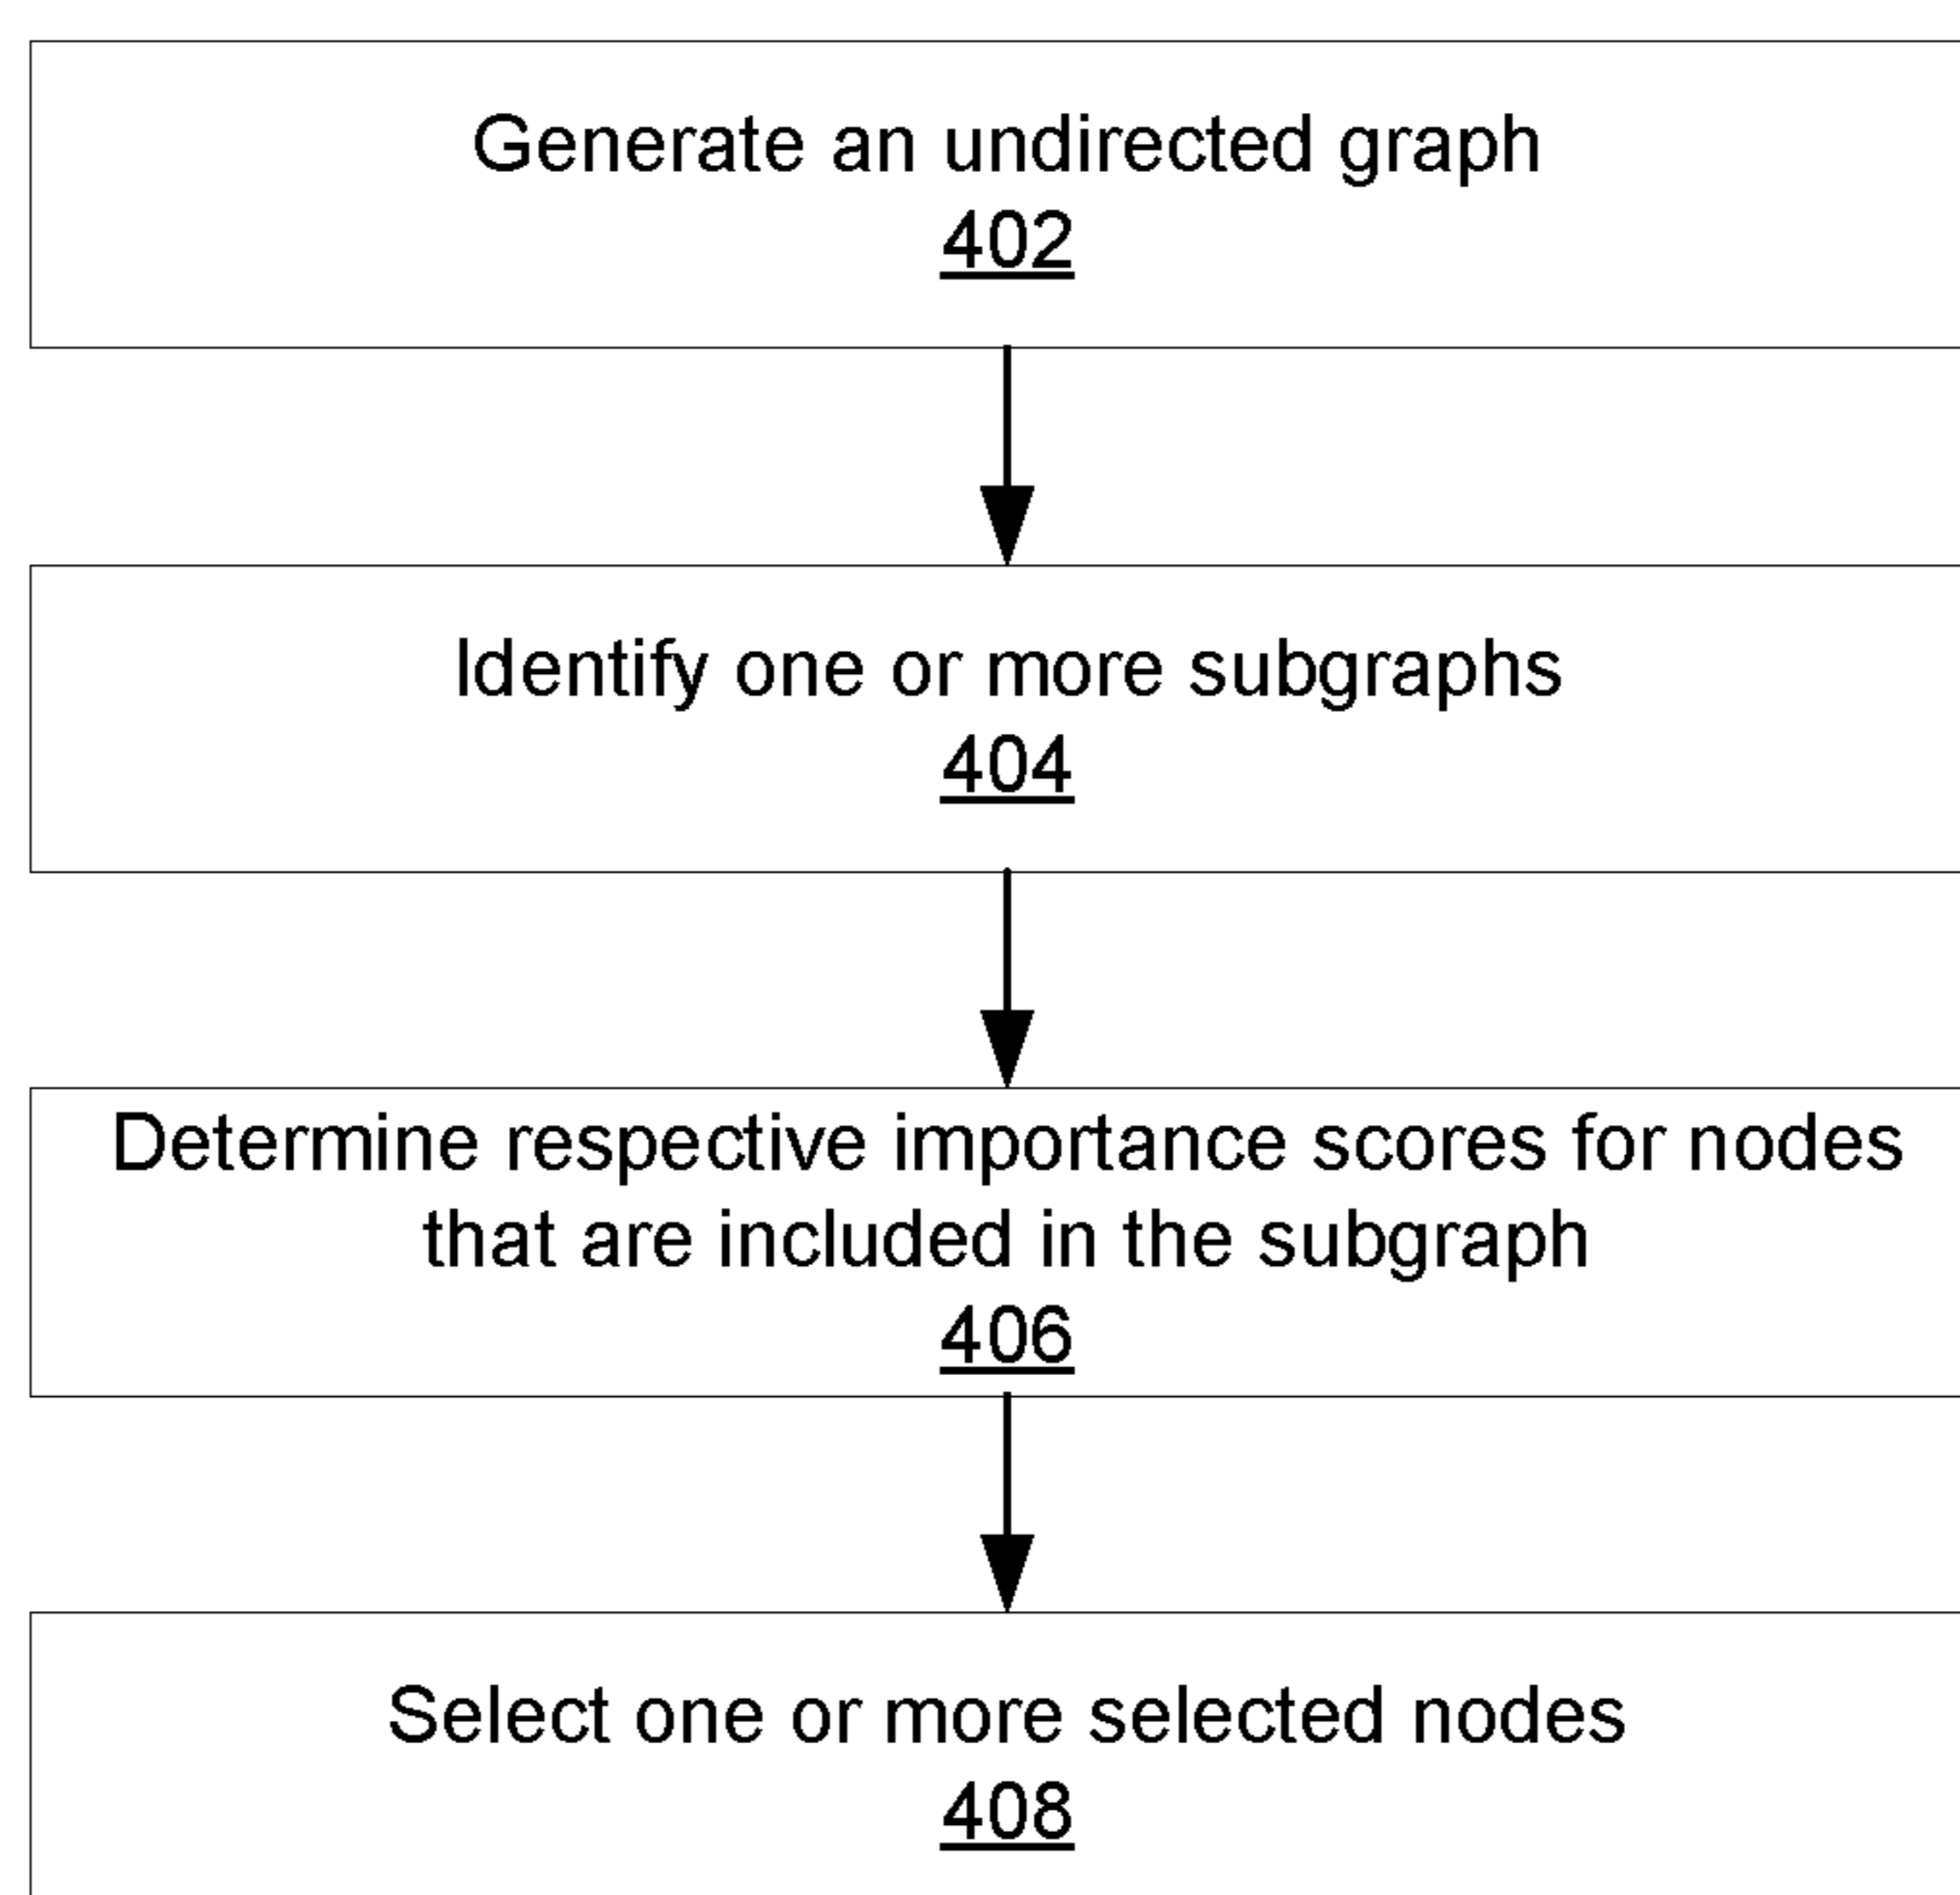 Generate an undirected graph
402
Identify one or more subgraphs
404
Determine respective importance scores for nodes
that are included in the subgraph
406
Select one or more selected nodes
408